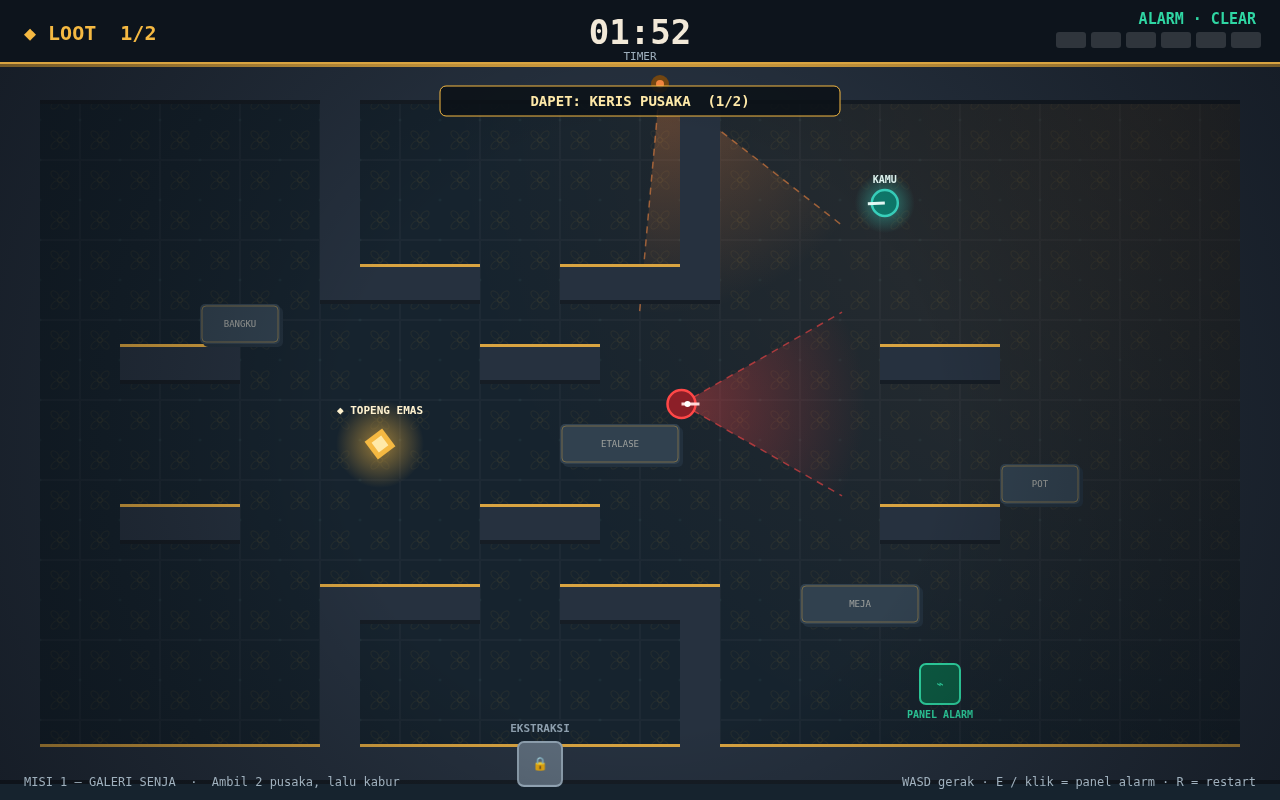 ◆ LOOT 1/2
01:52
TIMER
ALARM · CLEAR
DAPET: KERIS PUSAKA (1/2)
KAMU
BANGKU
◆ TOPENG EMAS
ETALASE
POT
MEJA
PANEL ALARM
EKSTRAKSI
MISI 1 — GALERI SENJA · Ambil 2 pusaka, lalu kabur
WASD gerak · E / klik = panel alarm · R = restart